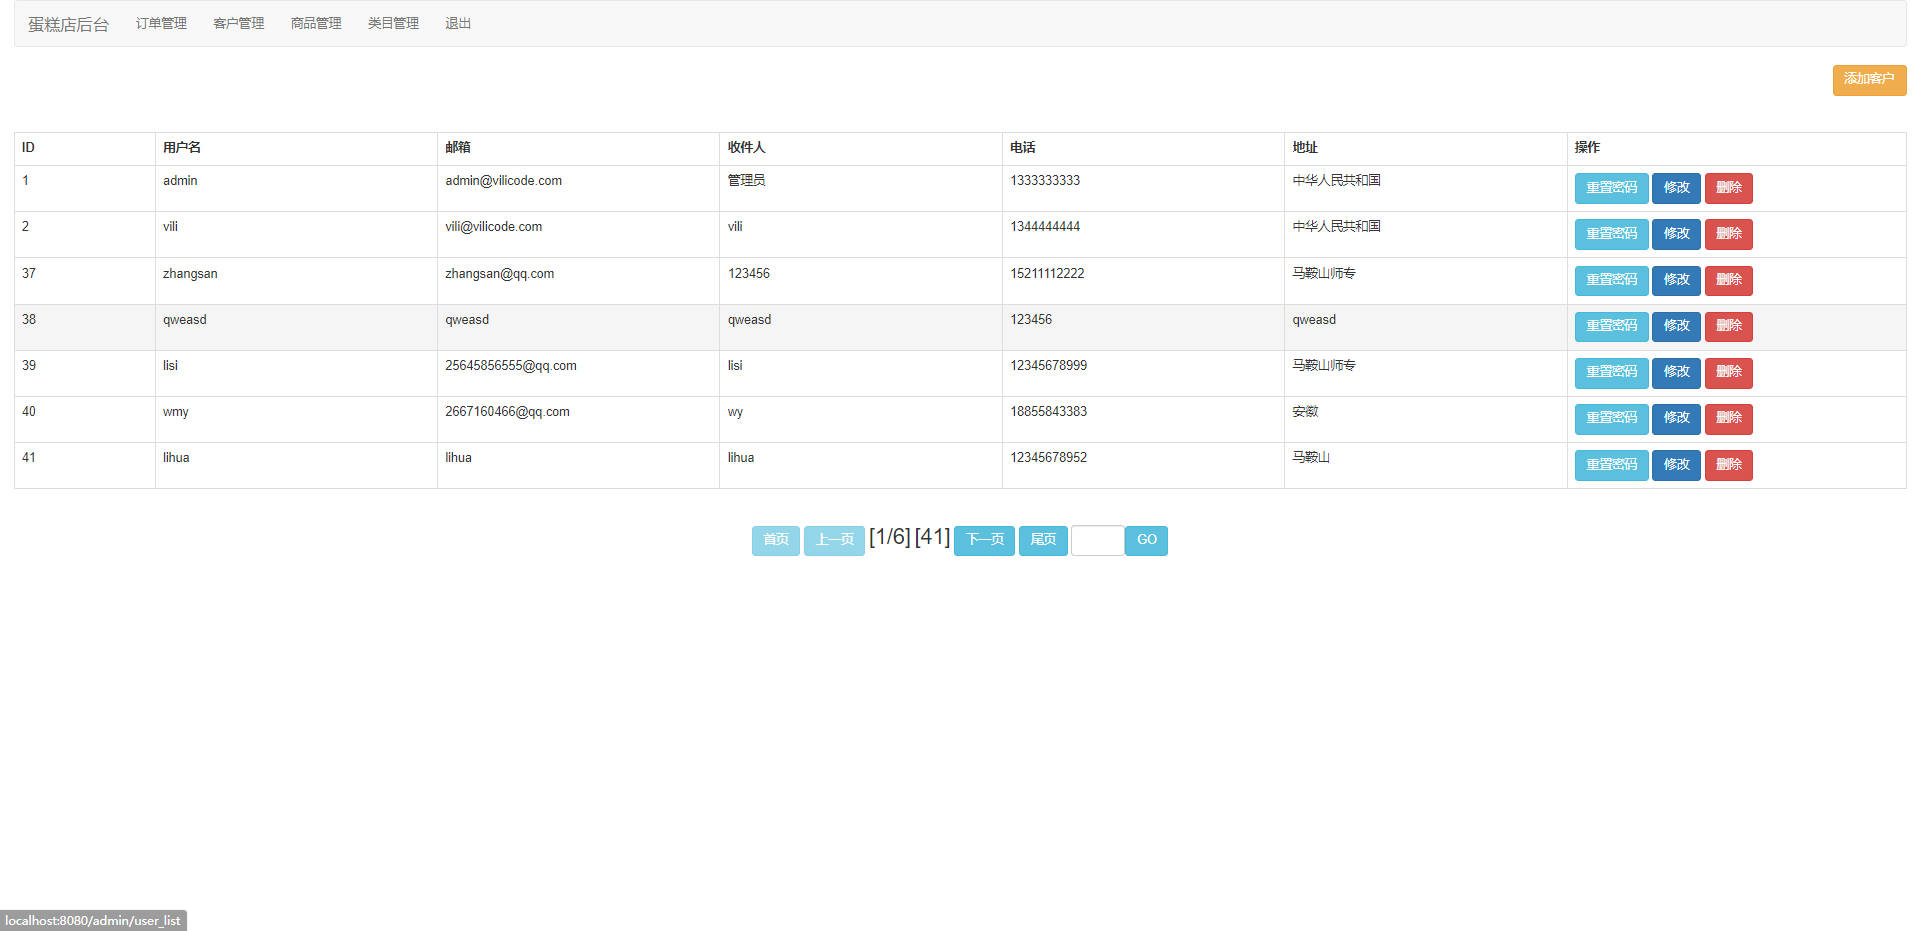 蛋糕店后台 订单管理 客户管理 商品管理 类目管理 退出
添加客户
ID 用户名 邮箱 收件人 电话 地址 操作
1 admin admin@vilicode.com 管理员 1333333333 中华人民共和国 重置密码 修改 删除
2 vili vili@vilicode.com vili 1344444444 中华人民共和国 重置密码 修改 删除
37 zhangsan zhangsan@qq.com 123456 15211112222 马鞍山师专 重置密码 修改 删除
38 qweasd qweasd qweasd 123456 qweasd 重置密码 修改 删除
39 lisi 25645856555@qq.com lisi 12345678999 马鞍山师专 重置密码 修改 删除
40 wmy 2667160466@qq.com wy 18855843383 安徽 重置密码 修改 删除
41 lihua lihua lihua 12345678952 马鞍山 重置密码 修改 删除
首页 上一页 [1/6] [41] 下一页 尾页 GO
localhost:8080/admin/user_list